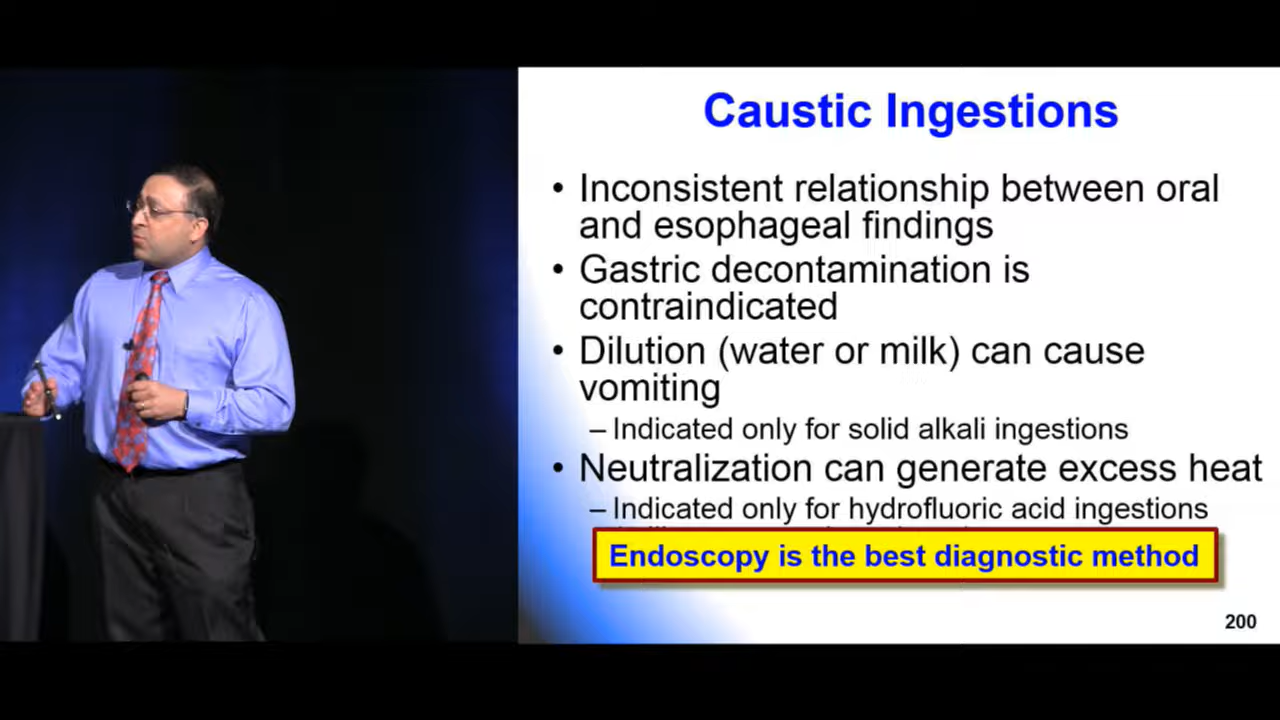 Caustic Ingestions
• Inconsistent relationship between oral
and esophageal findings
• Gastric decontamination is
contraindicated
• Dilution (water or milk) can cause
vomiting
– Indicated only for solid alkali ingestions
• Neutralization can generate excess heat
– Indicated only for hydrofluoric acid ingestions
Endoscopy is the best diagnostic method
200